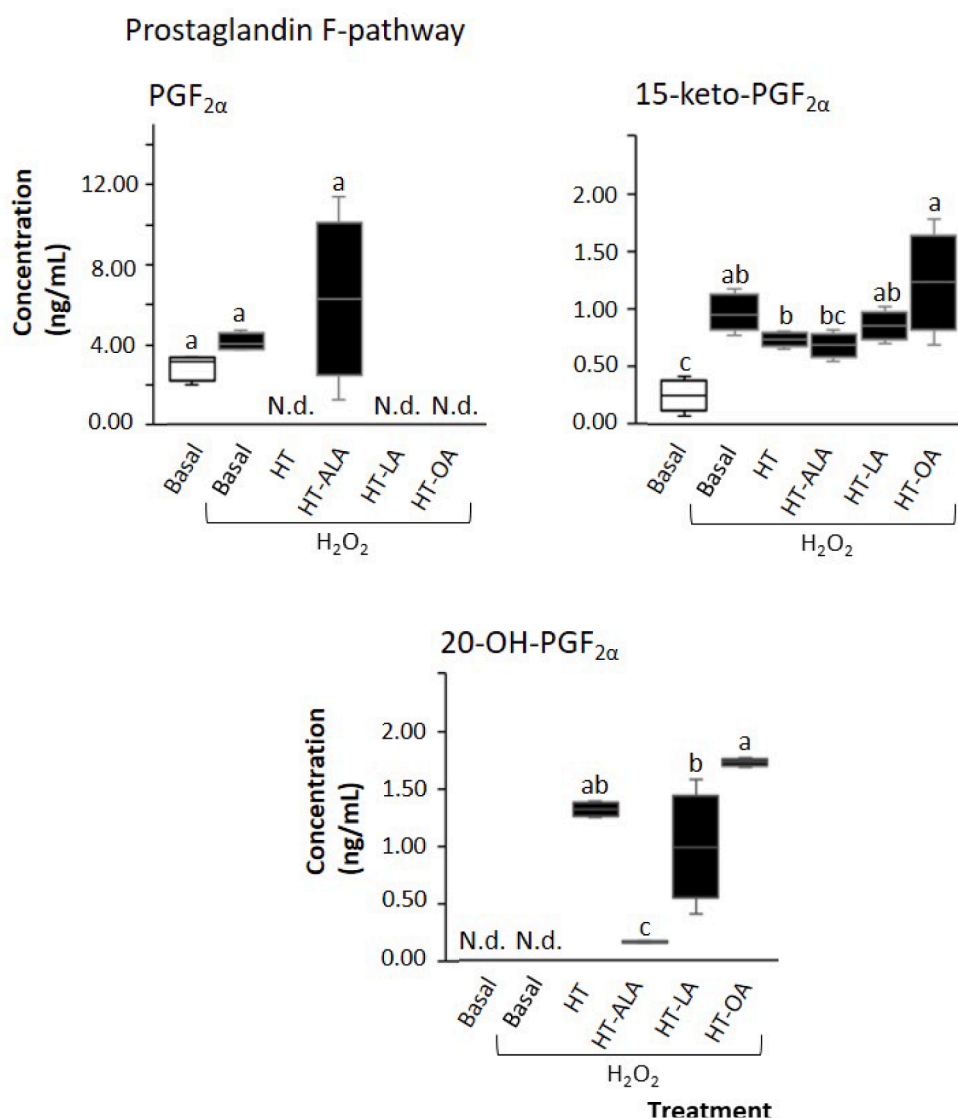 Prostaglandin F-pathway
PGF2α
Concentration
(ng/mL)
12.00
8.00
4.00
0.00
a
a
N.d.
a
N.d.
N.d.
Basal
Basal
HT
HT-ALA
HT-LA
HT-OA
H2O2
15-keto-PGF2α
2.00
1.50
1.00
0.50
0.00
c
ab
b
bc
ab
a
Basal
Basal
HT
HT-ALA
HT-LA
HT-OA
H2O2
20-OH-PGF2α
Concentration
(ng/mL)
2.00
1.50
1.00
0.50
0.00
N.d.
N.d.
ab
c
b
a
Basal
Basal
HT
HT-ALA
HT-LA
HT-OA
H2O2
Treatment